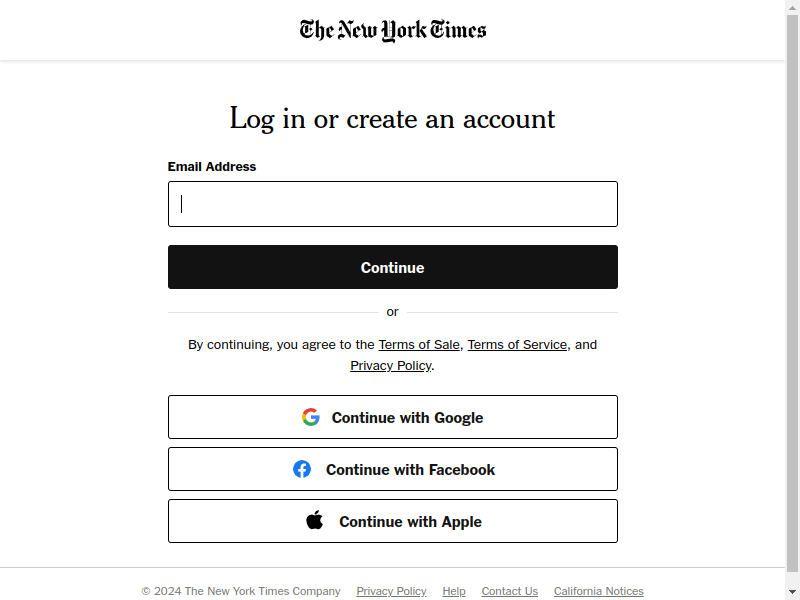 The New York Times
Log in or create an account
Email Address
Continue
or
By continuing, you agree to the Terms of Sale, Terms of Service, and
Privacy Policy.
Continue with Google
Continue with Facebook
Continue with Apple
© 2024 The New York Times Company Privacy Policy Help Contact Us California Notices